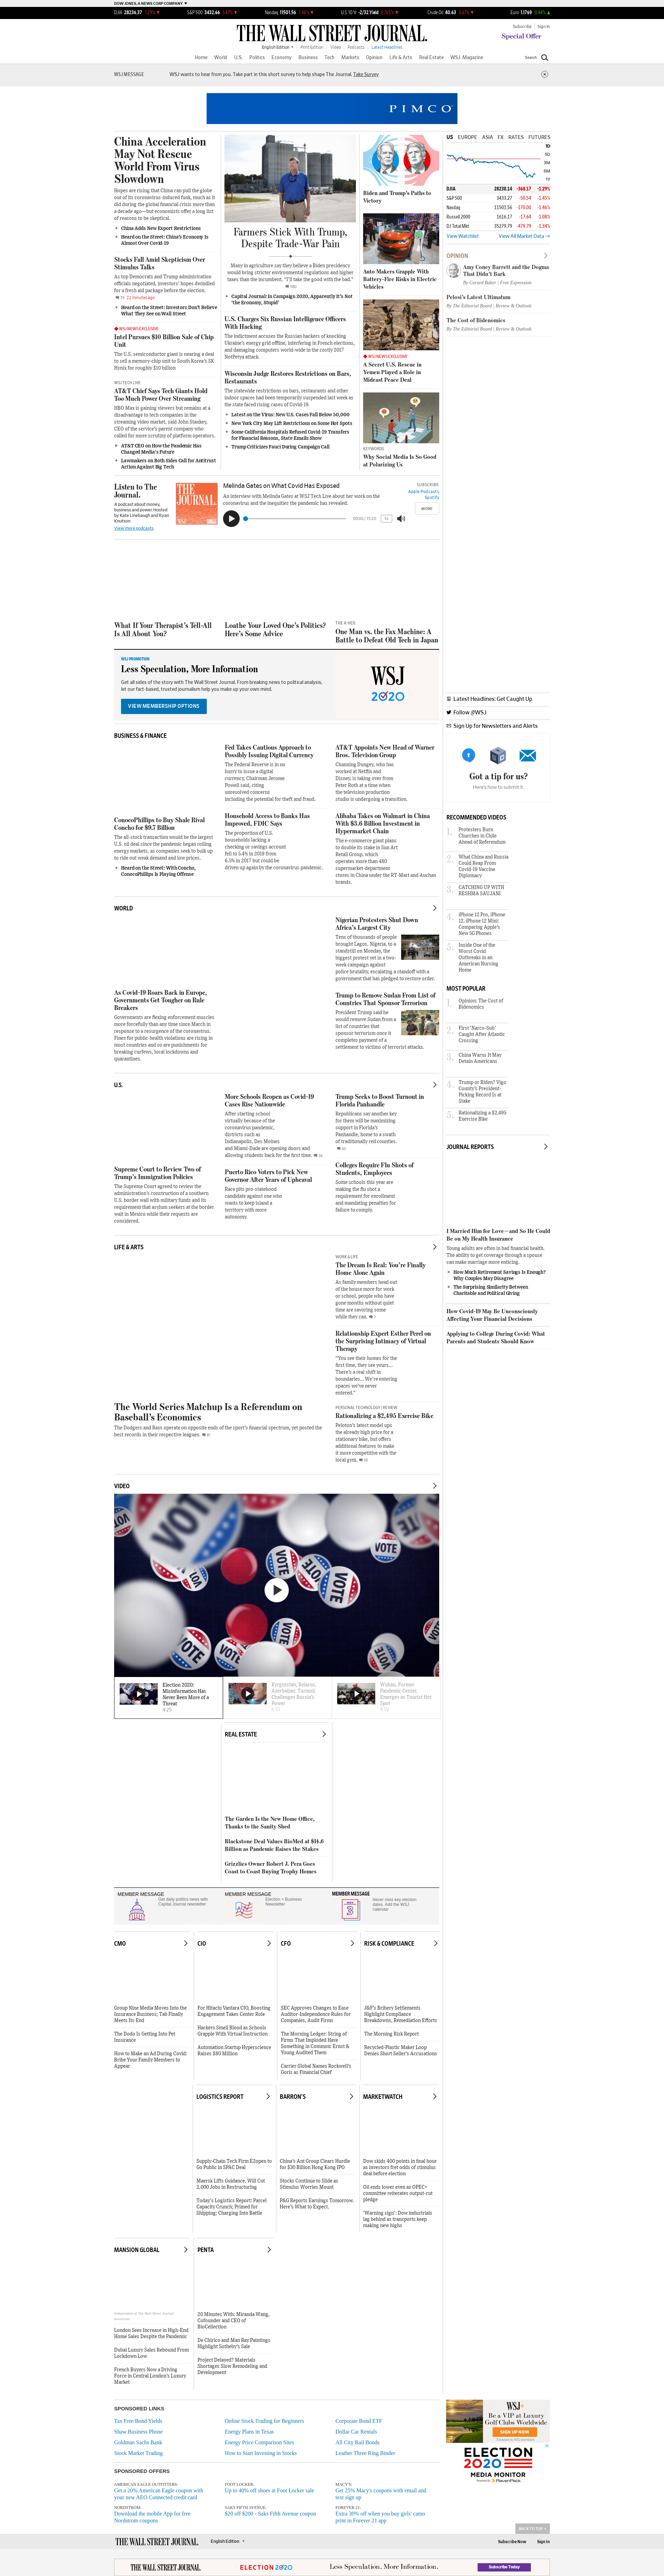 DOW JONES, A NEWS CORP COMPANY
DJIA 28236.37 S&P 500 3432.66 Nasdaq 11501.56 U.S. 10 Yr -2/32 Yield Crude Oil 40.63 Euro 1.1769 0.44%
THE WALL STREET JOURNAL.
Subscribe Sign In
Special Offer
English Edition Print Edition Video Podcasts Latest Headlines
Home World U.S. Politics Economy Business Tech Markets Opinion Life & Arts Real Estate WSJ. Magazine Search
WSJ MESSAGE
WSJ wants to hear from you. Take part in this short survey to help shape The Journal. Take Survey
PIMCO
China Acceleration
May Not Rescue
World From Virus
Slowdown
Hopes are rising that China can pull the globe
out of its coronavirus-induced funk, much as it
did during the global financial crisis more than
a decade ago—but economists offer a long list
of reasons to be skeptical.
China Adds New Export Restrictions
Heard on the Street: China's Economy Is
Almost Over Covid-19
Stocks Fall Amid Skepticism Over
Stimulus Talks
As top Democrats and Trump administration
officials negotiated, investors' hopes dwindled
for a fresh aid package before the election.
22 minutes ago
Heard on the Street: Investors Don't Believe
What They See on Wall Street
WSJ NEWS EXCLUSIVE
Intel Pursues $10 Billion Sale of Chip
Unit
The U.S. semiconductor giant is nearing a deal
to sell a memory-chip unit to South Korea's SK
Hynix for roughly $10 billion
WSJ TECH LIVE
AT&T Chief Says Tech Giants Hold
Too Much Power Over Streaming
HBO Max is gaining viewers but remains at a
disadvantage to tech companies in the
streaming video market, said John Stankey,
CEO of the service's parent company who
called for more scrutiny of platform operators.
AT&T CEO on How the Pandemic Has
Changed Media's Future
Lawmakers on Both Sides Call for Antitrust
Action Against Big Tech
Farmers Stick With Trump,
Despite Trade-War Pain
Many in agriculture say they believe a Biden presidency
would bring stricter environmental regulations and higher
taxes than the incumbent. "I'll take the good with the bad."
Capital Journal: In Campaign 2020, Apparently It's Not
'the Economy, Stupid'
U.S. Charges Six Russian Intelligence Officers
With Hacking
The indictment accuses the Russian hackers of knocking
Ukraine's energy grid offline, interfering in French elections,
and damaging computers world-wide in the costly 2017
NotPetya attack.
Wisconsin Judge Restores Restrictions on Bars,
Restaurants
The statewide restrictions on bars, restaurants and other
indoor spaces had been temporarily suspended last week as
the state faced rising cases of Covid-19.
Latest on the Virus: New U.S. Cases Fall Below 50,000
New York City May Lift Restrictions on Some Hot Spots
Some California Hospitals Refused Covid-19 Transfers
for Financial Reasons, State Emails Show
Trump Criticizes Fauci During Campaign Call
Biden and Trump's Paths to
Victory
Auto Makers Grapple With
Battery-Fire Risks in Electric
Vehicles
WSJ NEWS EXCLUSIVE
A Secret U.S. Rescue in
Yemen Played a Role in
Mideast Peace Deal
KEYWORDS
Why Social Media Is So Good
at Polarizing Us
US EUROPE ASIA FX RATES FUTURES
1D
5D
3M
6M
1Y
DJIA 28238.14 -368.17 -1.29%
S&P 500 3433.27 -50.54 -1.45%
Nasdaq 11501.56 -170.00 -1.46%
Russell 2000 1616.17 -17.64 -1.08%
DJ Total Mkt 35279.79 -479.79 -1.34%
View Watchlist View All Market Data
OPINION
Amy Coney Barrett and the Dogma
That Didn't Bark
By Gerard Baker | Free Expression
Pelosi's Latest Ultimatum
By The Editorial Board | Review & Outlook
The Cost of Bidenomics
By The Editorial Board | Review & Outlook
Listen to The
Journal.
A podcast about money,
business and power. Hosted
by Kate Linebaugh and Ryan
Knutson.
View more podcasts
THE JOURNAL.
Melinda Gates on What Covid Has Exposed
An interview with Melinda Gates at WSJ Tech Live about her work on the
coronavirus and the inequities the pandemic has revealed.
00:00 / 15:20 1x
SUBSCRIBE
Apple Podcasts
Spotify
MORE
What If Your Therapist's Tell-All
Is All About You?
Loathe Your Loved One's Politics?
Here's Some Advice
THE A-HED
One Man vs. the Fax Machine: A
Battle to Defeat Old Tech in Japan
WSJ PROMOTION
Less Speculation, More Information
Get all sides of the story with The Wall Street Journal. From breaking news to political analysis,
let our fact-based, trusted journalism help you make up your own mind.
VIEW MEMBERSHIP OPTIONS
WSJ
2020
Latest Headlines: Get Caught Up
Follow @WSJ
Sign Up for Newsletters and Alerts
Got a tip for us?
Here's how to submit it.
BUSINESS & FINANCE
ConocoPhillips to Buy Shale Rival
Concho for $9.7 Billion
The all-stock transaction would be the largest
U.S. oil deal since the pandemic began roiling
energy markets, as companies seek to bulk up
to ride out weak demand and low prices.
Heard on the Street: With Concho,
ConocoPhillips Is Playing Offense
Fed Takes Cautious Approach to
Possibly Issuing Digital Currency
The Federal Reserve is in no
hurry to issue a digital
currency, Chairman Jerome
Powell said, citing
unresolved concerns
including the potential for theft and fraud.
Household Access to Banks Has
Improved, FDIC Says
The proportion of U.S.
households lacking a
checking or savings account
fell to 5.4% in 2019 from
6.5% in 2017 but could be
driven up again by the coronavirus pandemic.
AT&T Appoints New Head of Warner
Bros. Television Group
Channing Dungey, who has
worked at Netflix and
Disney, is taking over from
Peter Roth at a time when
the television production
studio is undergoing a transition.
Alibaba Takes on Walmart in China
With $3.6 Billion Investment in
Hypermarket Chain
The e-commerce giant plans
to double its stake in Sun Art
Retail Group, which
operates more than 480
supermarket-department
stores in China under the RT-Mart and Auchan
brands.
RECOMMENDED VIDEOS
1. Protesters Burn
Churches in Chile
Ahead of Referendum
2. What China and Russia
Could Reap From
Covid-19 Vaccine
Diplomacy
3. CATCHING UP WITH
RESHMA SAUJANI
4. iPhone 12 Pro, iPhone
12, iPhone 12 Mini:
Comparing Apple's
New 5G Phones
5. Inside One of the
Worst Covid
Outbreaks in an
American Nursing
Home
MOST POPULAR
1. Opinion: The Cost of
Bidenomics
2. First 'Narco-Sub'
Caught After Atlantic
Crossing
3. China Warns It May
Detain Americans
4. Trump or Biden? Vigo
County's President-
Picking Record Is at
Stake
5. Rationalizing a $2,495
Exercise Bike
WORLD
As Covid-19 Roars Back in Europe,
Governments Get Tougher on Rule
Breakers
Governments are flexing enforcement muscles
more forcefully than any time since March in
response to a resurgence of the coronavirus.
Fines for public-health violations are rising in
most countries and so are punishments for
breaking curfews, local lockdowns and
quarantines.
Nigerian Protesters Shut Down
Africa's Largest City
Tens of thousands of people
brought Lagos, Nigeria, to a
standstill on Monday, the
biggest protest yet in a two-
week campaign against
police brutality, escalating a standoff with a
government that has pledged to restore order.
Trump to Remove Sudan From List of
Countries That Sponsor Terrorism
President Trump said he
would remove Sudan from a
list of countries that
sponsor terrorism once it
completes payment of a
settlement to victims of terrorist attacks.
U.S.
Supreme Court to Review Two of
Trump's Immigration Policies
The Supreme Court agreed to review the
administration's construction of a southern
U.S. border wall with military funds and its
requirement that asylum seekers at the border
wait in Mexico while their requests are
considered.
More Schools Reopen as Covid-19
Cases Rise Nationwide
After starting school
virtually because of the
coronavirus pandemic,
districts such as
Indianapolis, Des Moines
and Miami-Dade are opening doors and
allowing students back for the first time.
Puerto Rico Voters to Pick New
Governor After Years of Upheaval
Race pits pro-statehood
candidate against one who
wants to keep island a
territory with more
autonomy.
Trump Seeks to Boost Turnout in
Florida Panhandle
Republicans say another key
for them will be maximizing
support in Florida's
Panhandle, home to a swath
of traditionally red counties.
Colleges Require Flu Shots of
Students, Employees
Some schools this year are
making the flu shot a
requirement for enrollment
and mandating penalties for
failure to comply.
JOURNAL REPORTS
I Married Him for Love—and So He Could
Be on My Health Insurance
Young adults are often in bad financial health.
The ability to get coverage through a spouse
can make marriage more enticing.
How Much Retirement Savings Is Enough?
Why Couples May Disagree
The Surprising Similarity Between
Charitable and Political Giving
How Covid-19 May Be Unconsciously
Affecting Your Financial Decisions
Applying to College During Covid: What
Parents and Students Should Know
LIFE & ARTS
The World Series Matchup Is a Referendum on
Baseball's Economics
The Dodgers and Rays operate on opposite ends of the sport's financial spectrum, yet posted the
best records in their respective leagues.
WORK & LIFE
The Dream Is Real: You're Finally
Home Alone Again
As family members head out
of the house more for work
or school, people who have
gone months without quiet
time are savoring some
while they can.
Relationship Expert Esther Perel on
the Surprising Intimacy of Virtual
Therapy
"You see their homes for the
first time, they see yours…
There's a real shift in
boundaries… We're entering
spaces we've never
entered."
PERSONAL TECHNOLOGY | REVIEW
Rationalizing a $2,495 Exercise Bike
Peloton's latest model ups
the already high price for a
stationary bike, but offers
additional features to make
it more competitive with the
local gym.
VIDEO
VOTE
VOTE
VOTE
VOTE
VOTE
Election 2020:
Misinformation Has
Never Been More of a
Threat
4:29
Kyrgyzstan, Belarus,
Azerbaijan: Turmoil
Challenges Russia's
Power
Wuhan, Former
Pandemic Center,
Emerges as Tourist Hot
Spot
REAL ESTATE
The Garden Is the New Home Office,
Thanks to the Sanity Shed
Blackstone Deal Values BioMed at $14.6
Billion as Pandemic Raises the Stakes
Grizzlies Owner Robert J. Pera Goes
Coast to Coast Buying Trophy Homes
MEMBER MESSAGE
Get daily politics news with
Capital Journal newsletter
MEMBER MESSAGE
Election + Business
Newsletter
MEMBER MESSAGE
Never miss key election
dates. Add the WSJ
calendar
CMO
Group Nine Media Moves Into the
Insurance Business; Tab Finally
Meets Its End
The Dodo Is Getting Into Pet
Insurance
How to Make an Ad During Covid:
Bribe Your Family Members to
Appear
CIO
For Hitachi Vantara CIO, Boosting
Engagement Takes Center Role
Hackers Smell Blood as Schools
Grapple With Virtual Instruction
Automation Startup Hyperscience
Raises $80 Million
CFO
SEC Approves Changes to Ease
Auditor-Independence Rules for
Companies, Audit Firms
The Morning Ledger: String of
Firms That Imploded Have
Something in Common: Ernst &
Young Audited Them
Carrier Global Names Rockwell's
Goris as Financial Chief
RISK & COMPLIANCE
J&F's Bribery Settlements
Highlight Compliance
Breakdowns, Remediation Efforts
The Morning Risk Report
Recycled-Plastic Maker Loop
Denies Short Seller's Accusations
LOGISTICS REPORT
Supply-Chain Tech Firm E2open to
Go Public in SPAC Deal
Maersk Lifts Guidance, Will Cut
2,000 Jobs in Restructuring
Today's Logistics Report: Parcel
Capacity Crunch; Primed for
Shipping; Charging Into Battle
BARRON'S
China's Ant Group Clears Hurdle
for $30 Billion Hong Kong IPO
Stocks Continue to Slide as
Stimulus Worries Mount
P&G Reports Earnings Tomorrow.
Here's What to Expect.
MARKETWATCH
Dow skids 400 points in final hour
as investors fret odds of stimulus
deal before election
Oil ends lower even as OPEC+
committee reiterates output-cut
pledge
'Warning sign': Dow industrials
lag behind as transports keep
making new highs
MANSION GLOBAL
Independent of The Wall Street Journal
newsroom
London Sees Increase in High-End
Home Sales Despite the Pandemic
Dubai Luxury Sales Rebound From
Lockdown Low
French Buyers Now a Driving
Force in Central London's Luxury
Market
PENTA
20 Minutes With: Miranda Wang,
Cofounder and CEO of
BioCellection
De Chirico and Man Ray Paintings
Highlight Sotheby's Sale
Project Delayed? Materials
Shortages Slow Remodeling and
Development
SPONSORED LINKS
Tax Free Bond Yields
Shaw Business Phone
Goldman Sachs Bank
Stock Market Trading
Online Stock Trading for Beginners
Energy Plans in Texas
Energy Price Comparison Sites
How to Start Investing in Stocks
Corporate Bond ETF
Dollar Car Rentals
All City Bail Bonds
Leather Three Ring Binder
SPONSORED OFFERS
AMERICAN EAGLE OUTFITTERS:
Get a 20% American Eagle coupon with
your new AEO Connected credit card
NORDSTROM:
Download the mobile App for free
Nordstrom coupons
FOOT LOCKER:
Up to 40% off shoes at Foot Locker sale
SAKS FIFTH AVENUE:
$20 off $200 - Saks Fifth Avenue coupon
MACY'S:
Get 25% Macy's coupons with email and
text sign up
FOREVER 21:
Extra 30% off when you buy girls' camo
print in Forever 21 app
WSJ
Be a VIP at Luxury
Golf Clubs Worldwide
SIGN UP NOW
ELECTION
2020
MEDIA MONITOR
BACK TO TOP
THE WALL STREET JOURNAL.
English Edition
Subscribe Now Sign In
THE WALL STREET JOURNAL.
ELECTION 2020
Less Speculation. More Information.
Subscribe Today